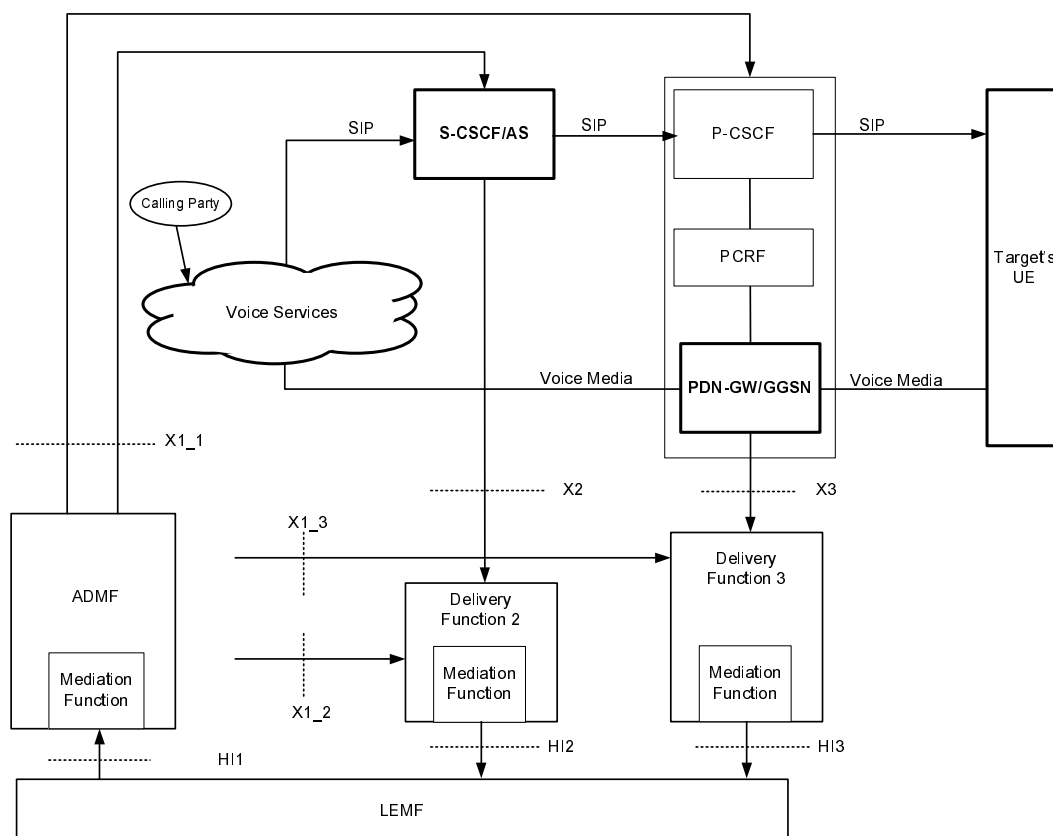 SIP
S-CSCF/AS
SIP
P-CSCF
SIP
Calling Party
PCRF
Target's
UE
Voice Services
Voice Media
PDN-GW/GGSN
Voice Media
X1_1
X2
X3
X1_3
ADMF
Delivery
Function 3
Delivery
Function 2
Mediation
Function
Mediation
Function
Mediation
Function
X1_2
HI1
HI2
HI3
LEMF